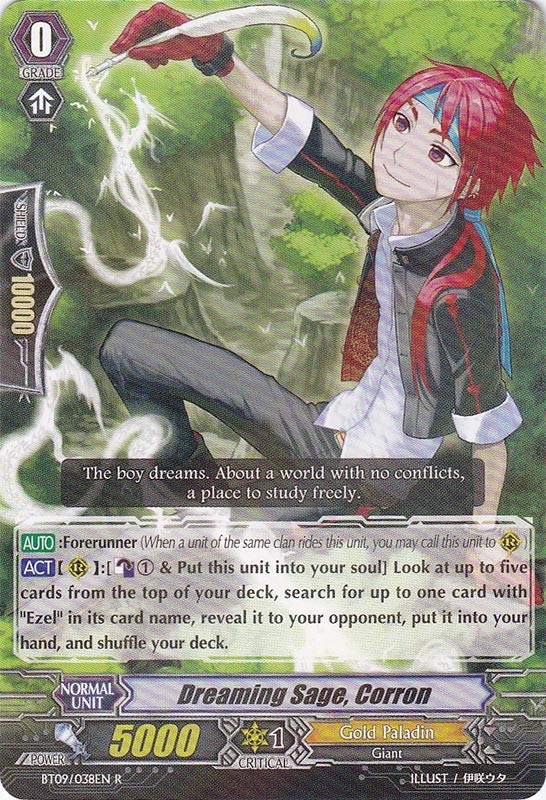 0
GRADE
SHIELD
10000
The boy dreams. About a world with no conflicts,
a place to study freely.
AUTO:Forerunner (When a unit of the same clan rides this unit, you may call this unit to R)
ACT【R】:[① & Put this unit into your soul] Look at up to five
cards from the top of your deck, search for up to one card with
"Ezel" in its card name, reveal it to your opponent, put it into your
hand, and shuffle your deck.
NORMAL
UNIT
Dreaming Sage, Corron
POWER
5000
1
CRITICAL
Gold Paladin
Giant
BT09/038EN R
ILLUST / 伊咲ウタ